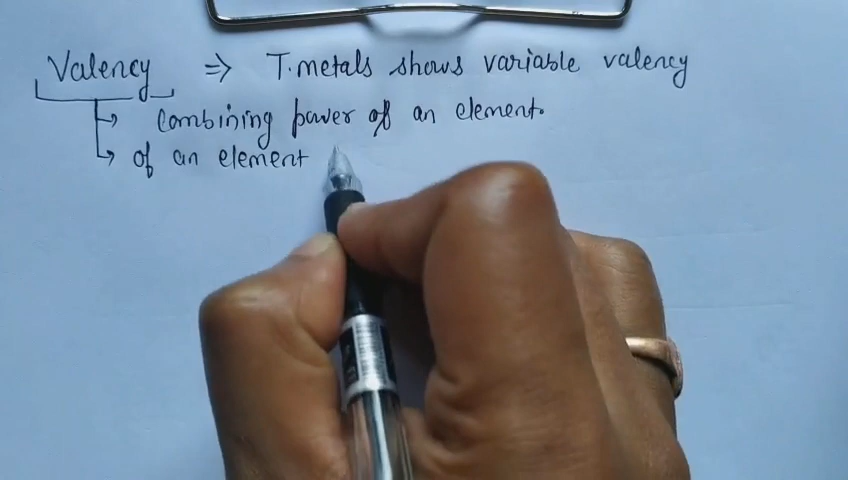 Valency ⇒ T.metals shows variable valency
→ Combining power of an element.
→ of an element